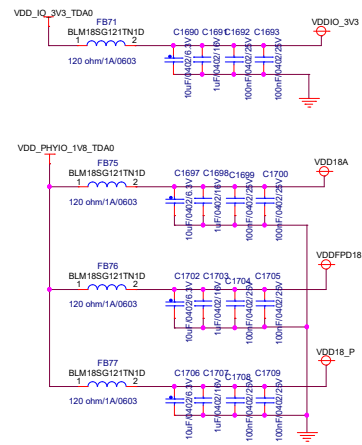 VDD_IO_3V3_TDA0
FB71
BLM18SG121TN1D
1 2
120 ohm/1A/0603
C1690
C1691
C1692
C1693
10uF/0402/6.3V
1uF/0402/16V
100nF/0402/25V
100nF/0402/25V
VDDIO_3V3
VDD_PHYIO_1V8_TDA0
FB75
BLM18SG121TN1D
1 2
120 ohm/1A/0603
C1697
C1698
C1699
C1700
10uF/0402/6.3V
1uF/0402/16V
100nF/0402/25V
100nF/0402/25V
VDD18A
FB76
BLM18SG121TN1D
1 2
120 ohm/1A/0603
C1702
C1703
C1704
C1705
10uF/0402/6.3V
1uF/0402/16V
100nF/0402/25V
100nF/0402/25V
VDDFPD18
FB77
BLM18SG121TN1D
1 2
120 ohm/1A/0603
C1706
C1707
C1708
C1709
10uF/0402/6.3V
1uF/0402/16V
100nF/0402/25V
100nF/0402/25V
VDD18_P